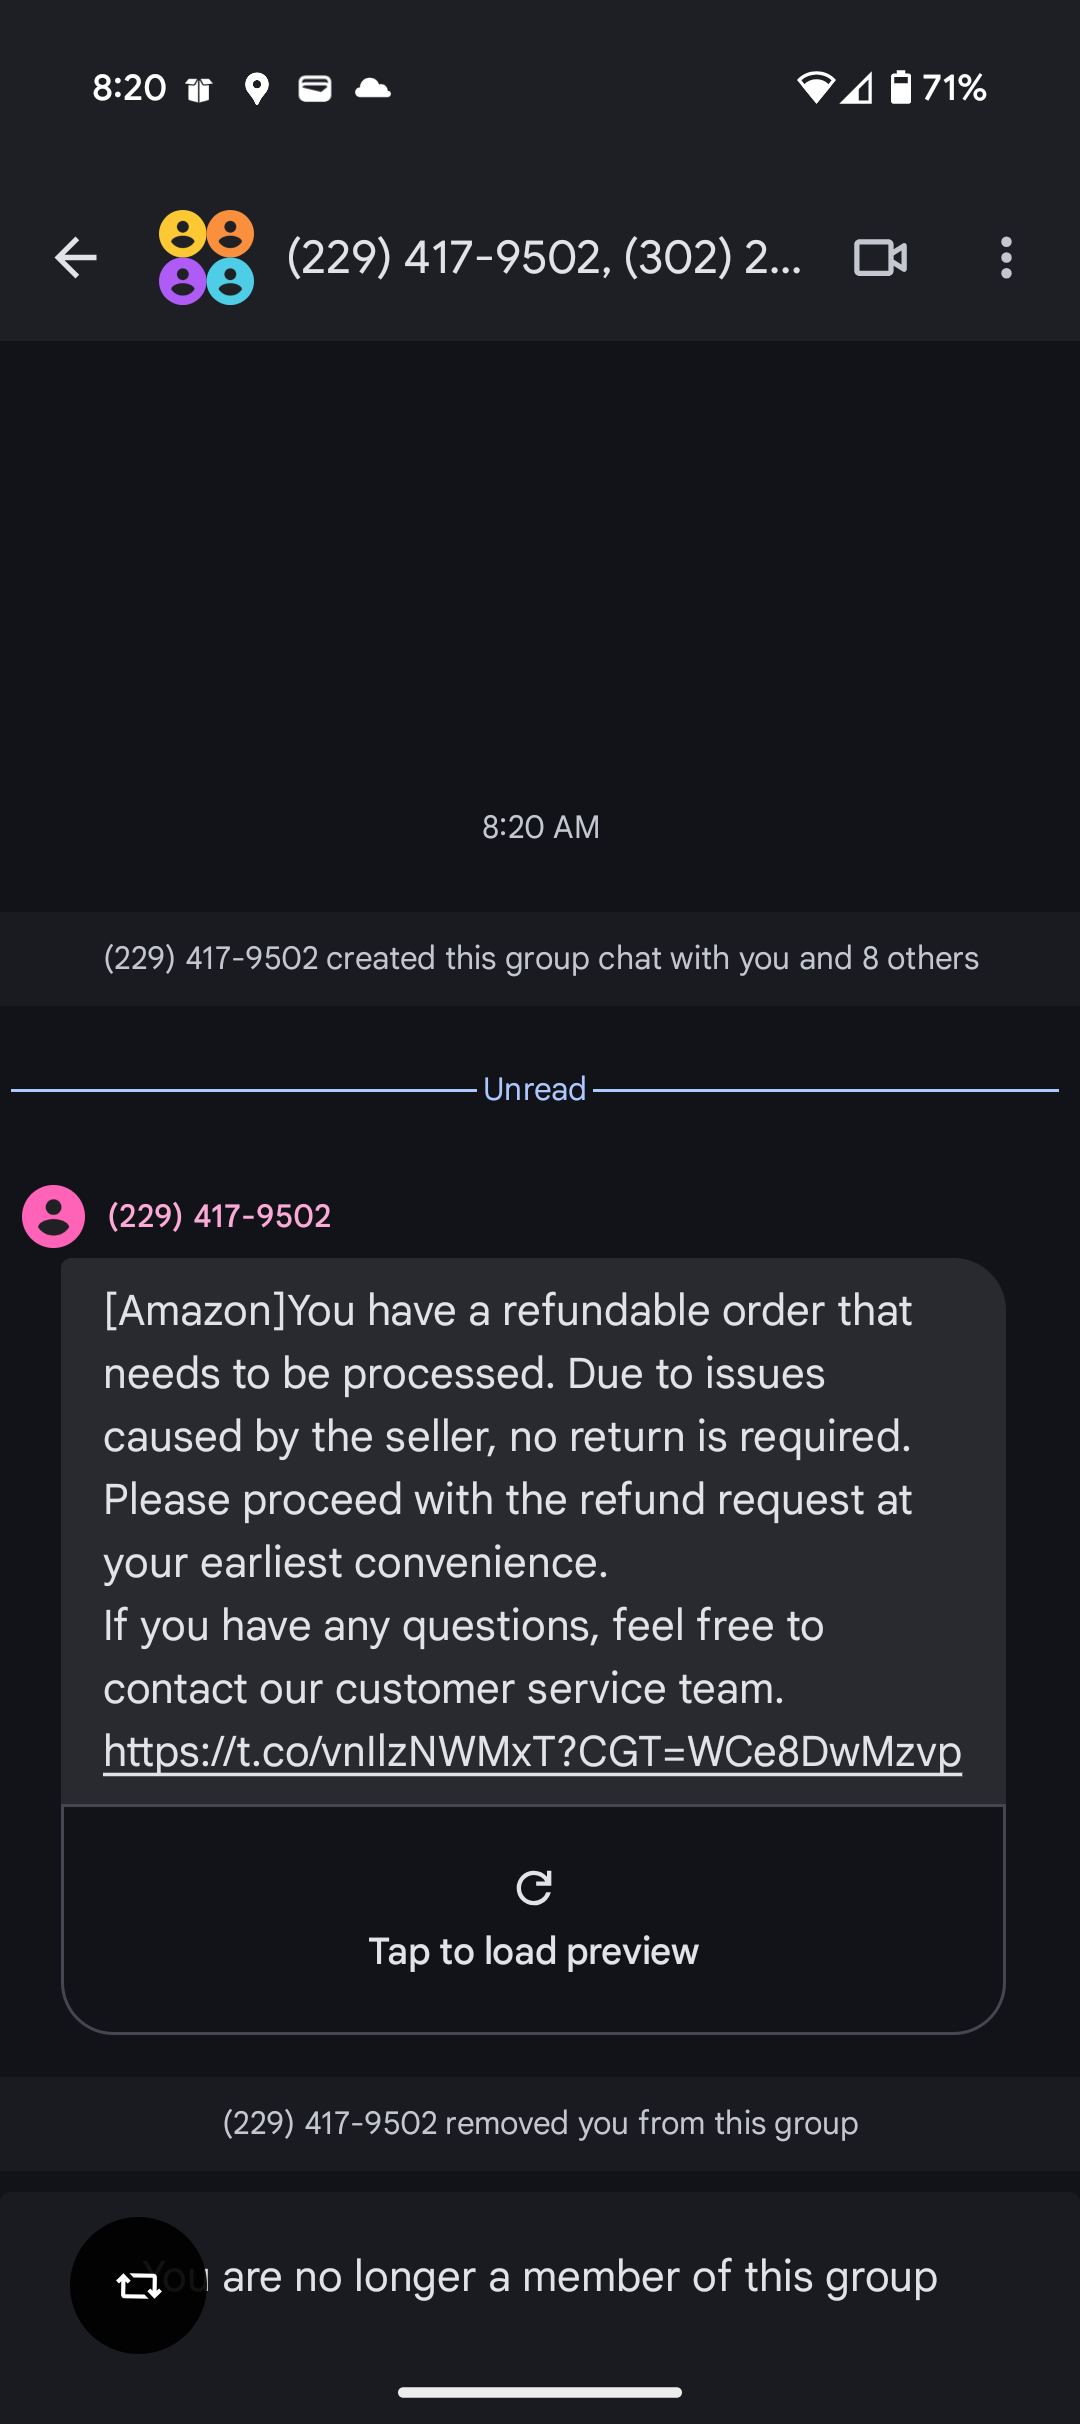 8:20
71%
(229) 417-9502, (302) 2...
8:20 AM
(229) 417-9502 created this group chat with you and 8 others
Unread
(229) 417-9502
[Amazon]You have a refundable order that
needs to be processed. Due to issues
caused by the seller, no return is required.
Please proceed with the refund request at
your earliest convenience.
If you have any questions, feel free to
contact our customer service team.
https://t.co/vnIlzNWMxT?CGT=WCe8DwMzvp
Tap to load preview
(229) 417-9502 removed you from this group
You are no longer a member of this group